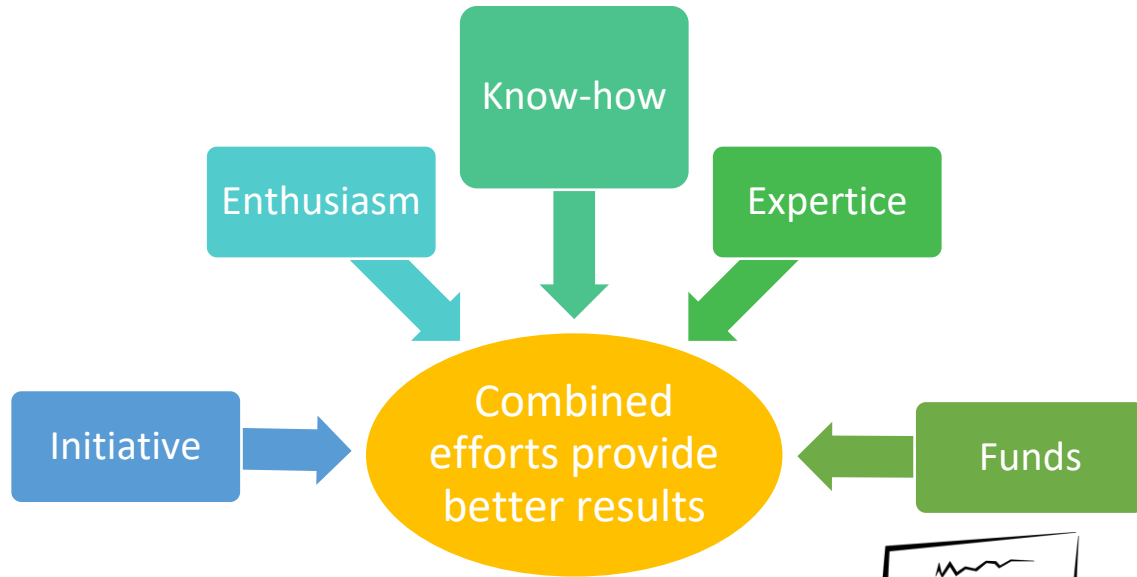 Know-how
Enthusiasm
Expertice
Initiative
Combined
efforts provide
better results
Funds